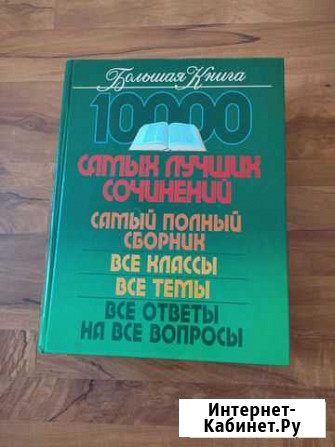 Большая Книга
10000
САМЫХ ЛУЧШИХ
СОЧИНЕНИЙ
САМЫЙ ПОЛНЫЙ
СБОРНИК
ВСЕ КЛАССЫ
ВСЕ ТЕМЫ
ВСЕ ОТВЕТЫ
НА ВСЕ ВОПРОСЫ
Интернет-
Кабинет.Ру